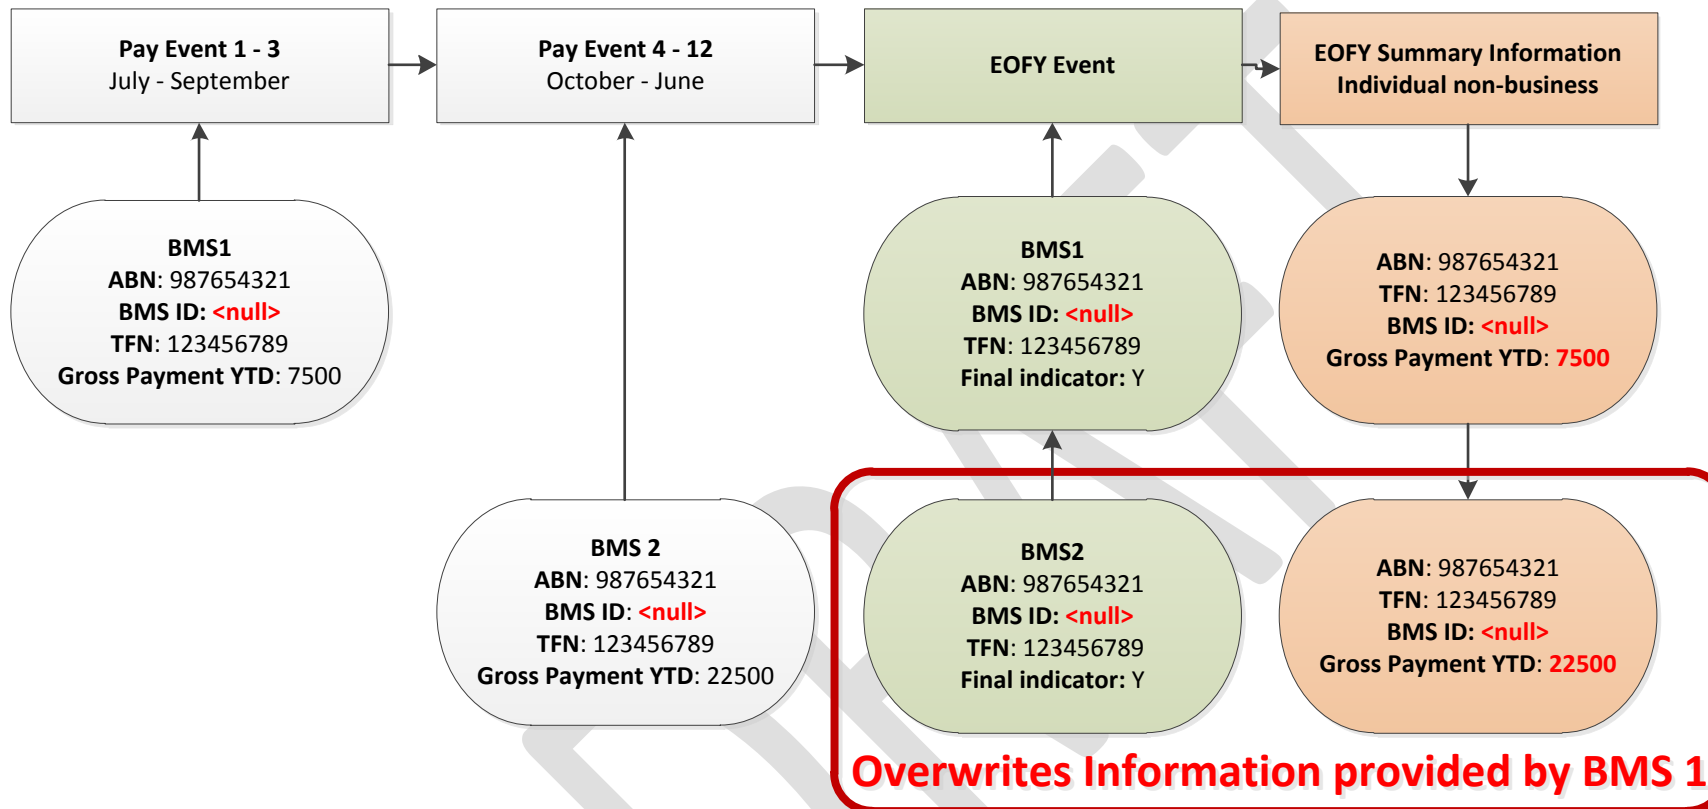 Pay Event 1 - 3
July - September
Pay Event 4 - 12
October - June
EOFY Event
EOFY Summary Information
Individual non-business
BMS1
ABN: 987654321
BMS ID: <null>
TFN: 123456789
Gross Payment YTD: 7500
BMS1
ABN: 987654321
BMS ID: <null>
TFN: 123456789
Final indicator: Y
ABN: 987654321
TFN: 123456789
BMS ID: <null>
Gross Payment YTD: 7500
BMS 2
ABN: 987654321
BMS ID: <null>
TFN: 123456789
Gross Payment YTD: 22500
BMS2
ABN: 987654321
BMS ID: <null>
TFN: 123456789
Final indicator: Y
ABN: 987654321
TFN: 123456789
BMS ID: <null>
Gross Payment YTD: 22500
Overwrites Information provided by BMS 1
DRAFT